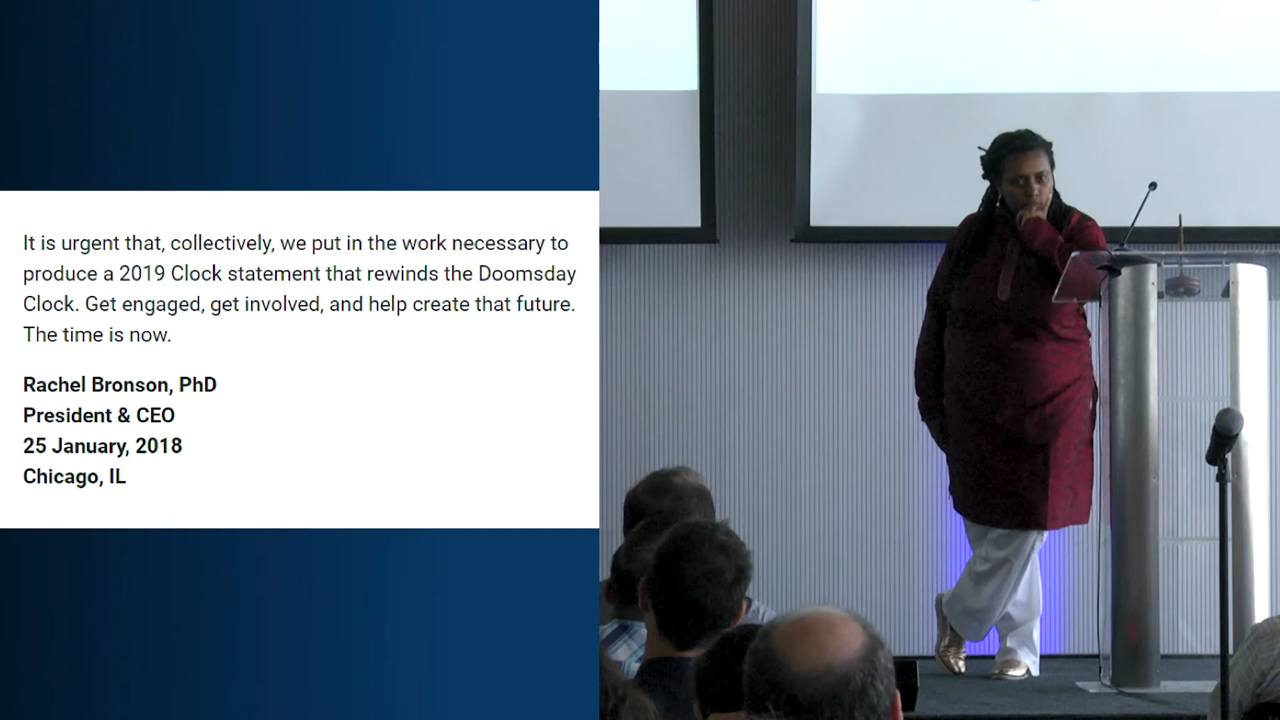 It is urgent that, collectively, we put in the work necessary to
produce a 2019 Clock statement that rewinds the Doomsday
Clock. Get engaged, get involved, and help create that future.
The time is now.
Rachel Bronson, PhD
President & CEO
25 January, 2018
Chicago, IL